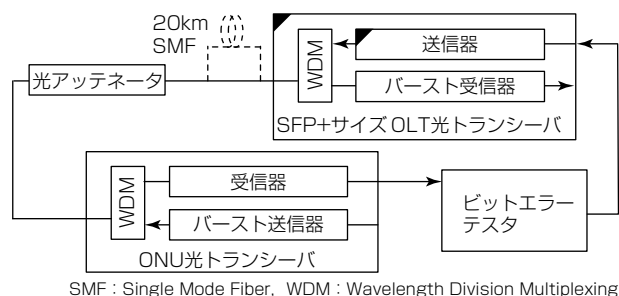 20km
SMF
WDM
送信器
バースト受信器
SFP+サイズOLT光トランシーバ
光アッテネータ
WDM
受信器
バースト送信器
ONU光トランシーバ
ビットエラー
テスタ
SMF：Single Mode Fiber，WDM：Wavelength Division Multiplexing